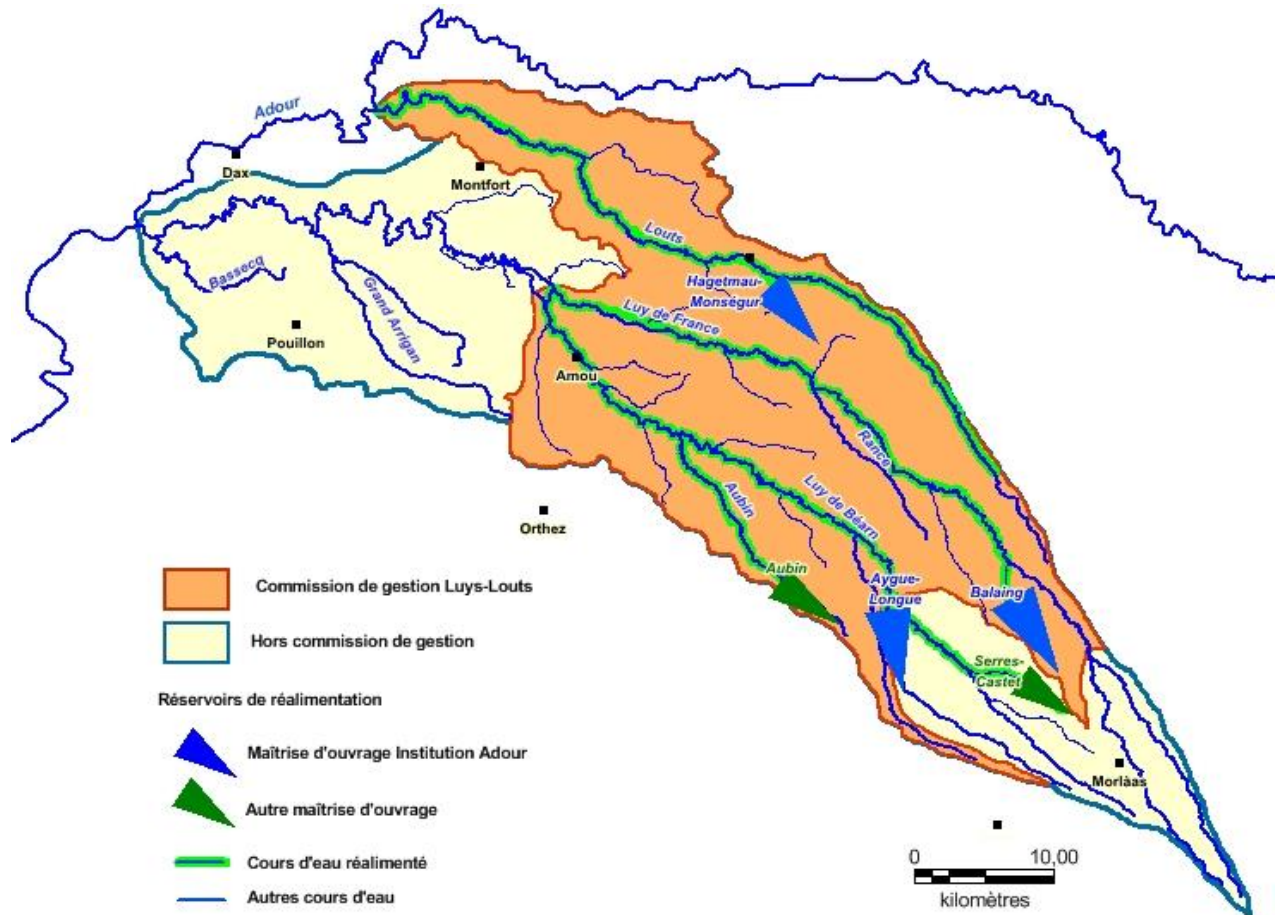 Adour
Dax
Montfort
Louts
Bassecq
Grand Arrigan
Hagetmau-
Monségur
Luy de France
Pouillon
Amou
Rance
Aubin
Luy de Béarn
Orthez
Aubin
Aygue-
Longue
Balaing
Serres-
Castet
Morlàas
Commission de gestion Luys-Louts
Hors commission de gestion
Réservoirs de réalimentation
Maîtrise d'ouvrage Institution Adour
Autre maîtrise d'ouvrage
Cours d'eau réalimenté
Autres cours d'eau
0 10,00
kilomètres